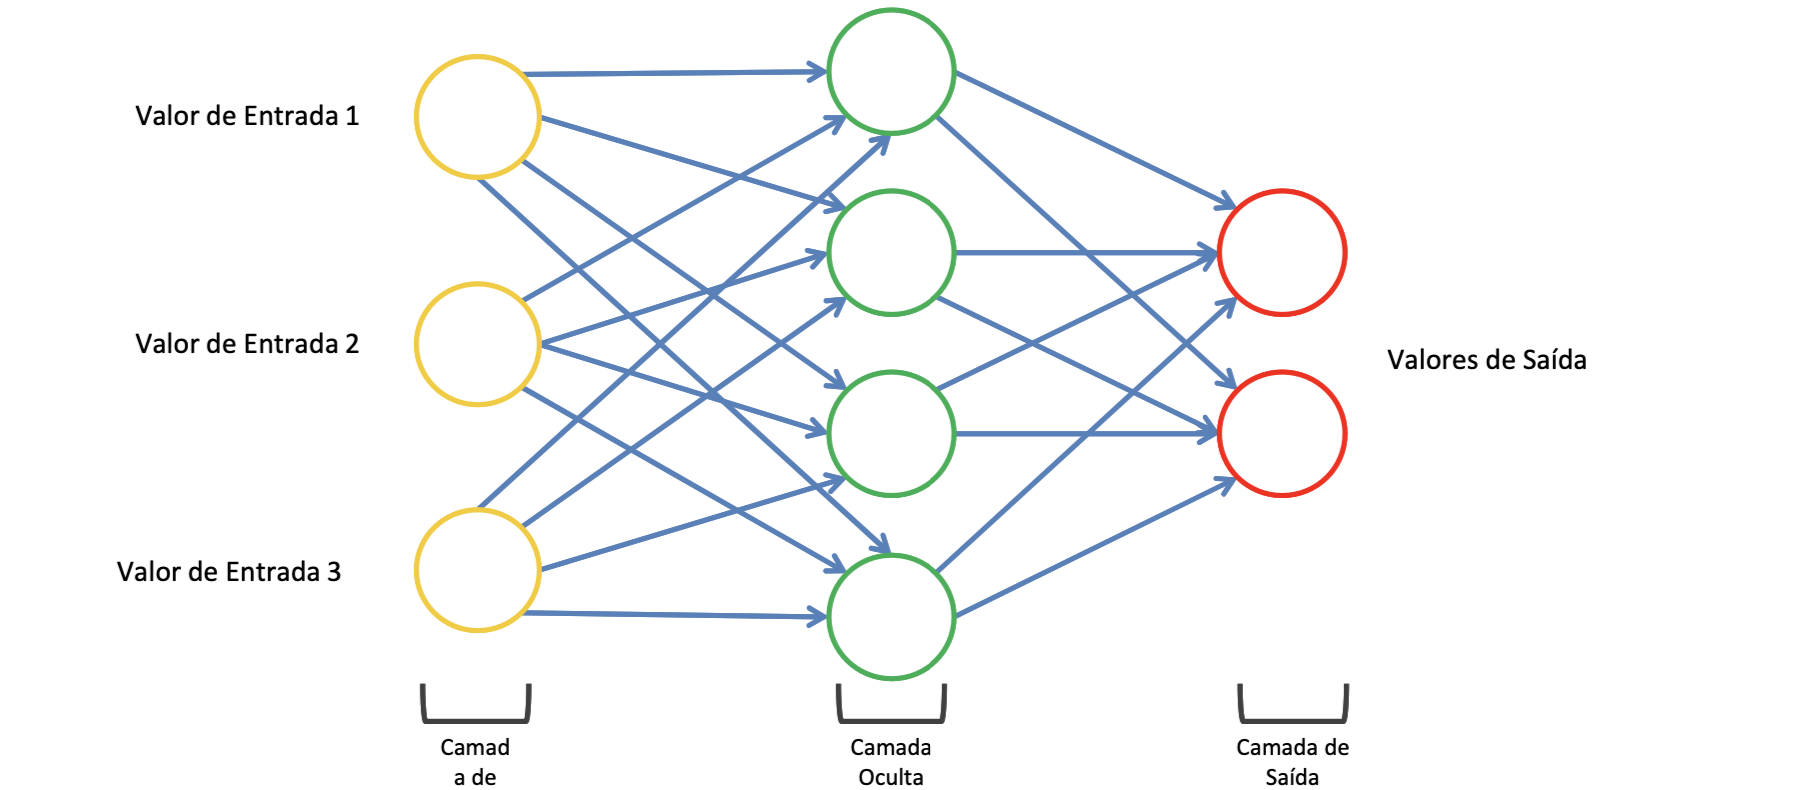 Valor de Entrada 1
Valor de Entrada 2
Valores de Saída
Valor de Entrada 3
Camad
a de
Camada
Oculta
Camada de
Saída